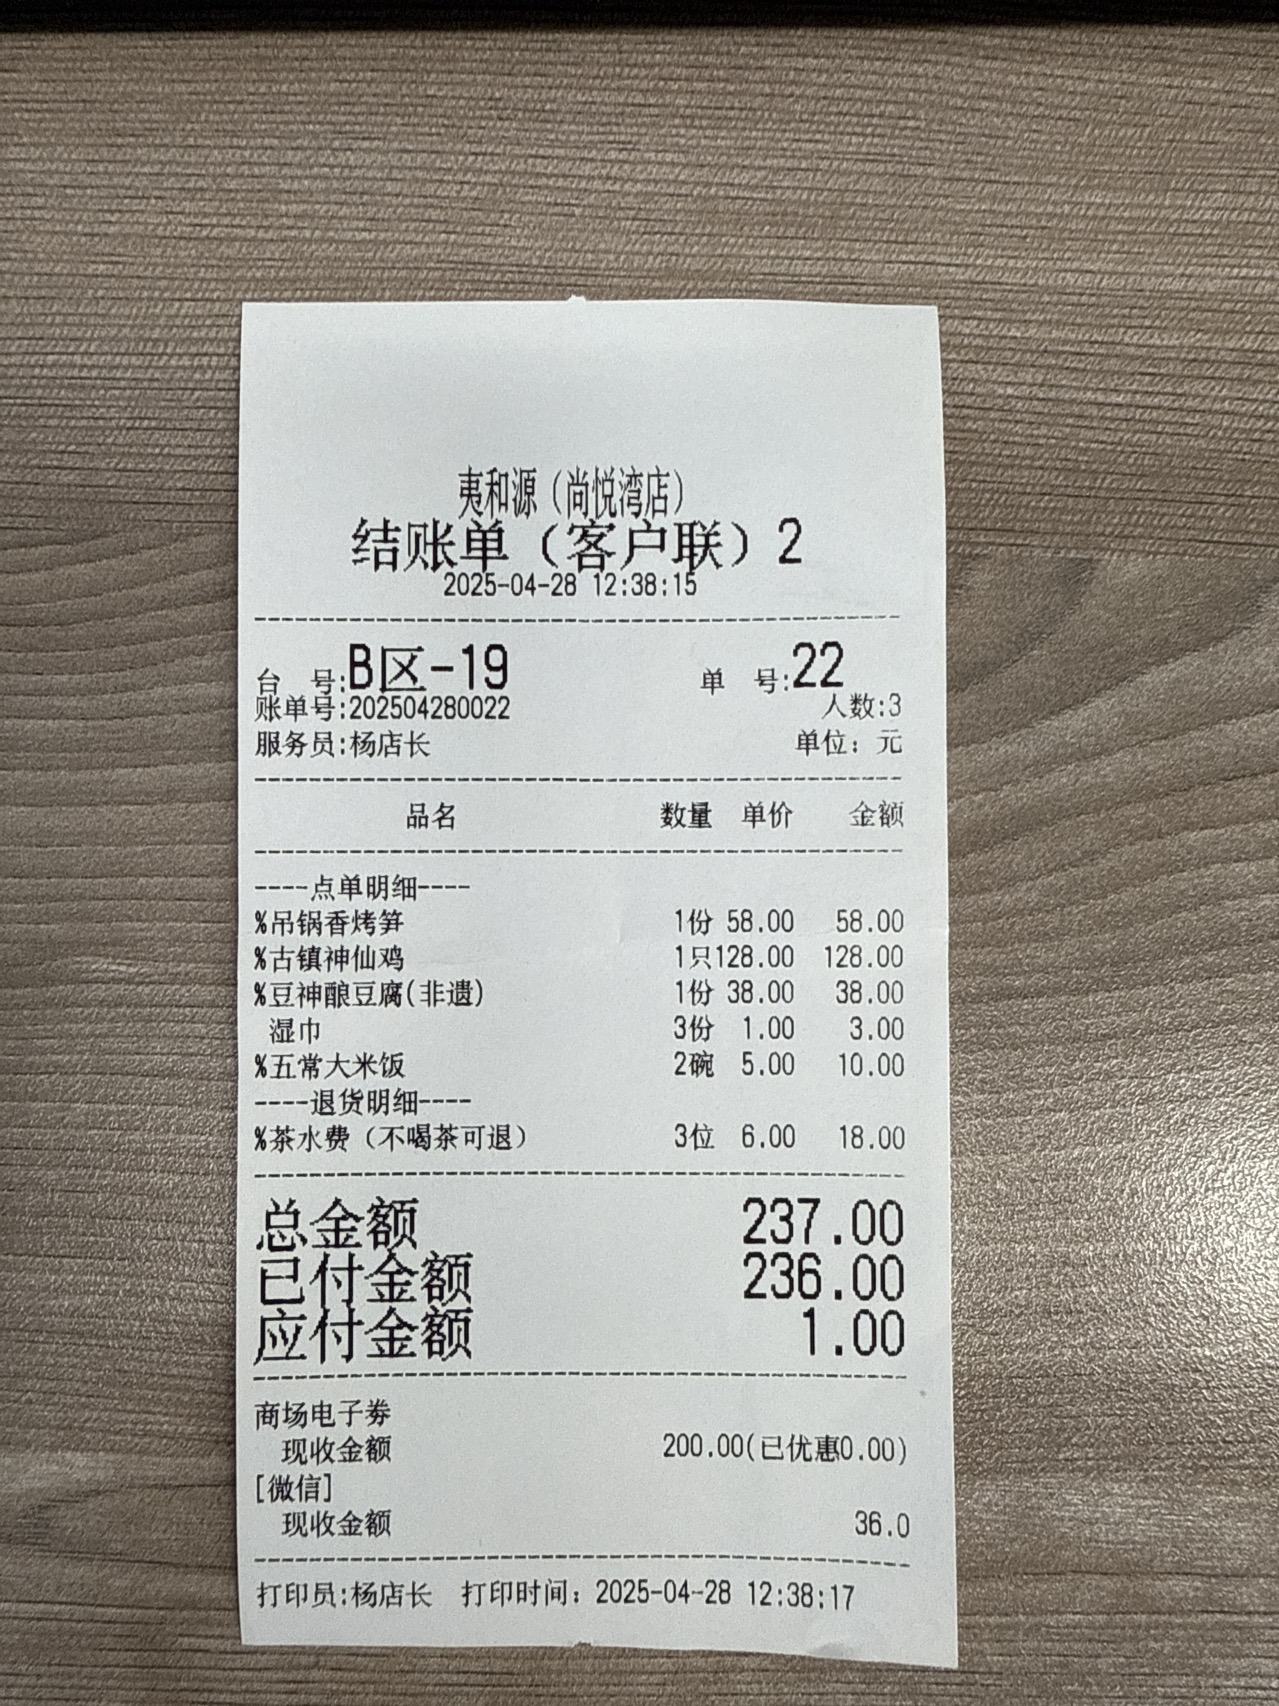 夷和源（尚悦湾店）
结账单（客户联）2
2025-04-28 12:38:15
台 号:B区-19 单 号:22
账单号:202504280022 人数:3
服务员:杨店长 单位：元
品名 数量 单价 金额
----点单明细----
%吊锅香烤笋 1份 58.00 58.00
%古镇神仙鸡 1只128.00 128.00
%豆神酿豆腐(非遗) 1份 38.00 38.00
湿巾 3份 1.00 3.00
%五常大米饭 2碗 5.00 10.00
----退货明细----
%茶水费（不喝茶可退） 3位 6.00 18.00
总金额 237.00
已付金额 236.00
应付金额 1.00
商场电子券
现收金额 200.00(已优惠0.00)
[微信]
现收金额 36.0
打印员:杨店长 打印时间：2025-04-28 12:38:17